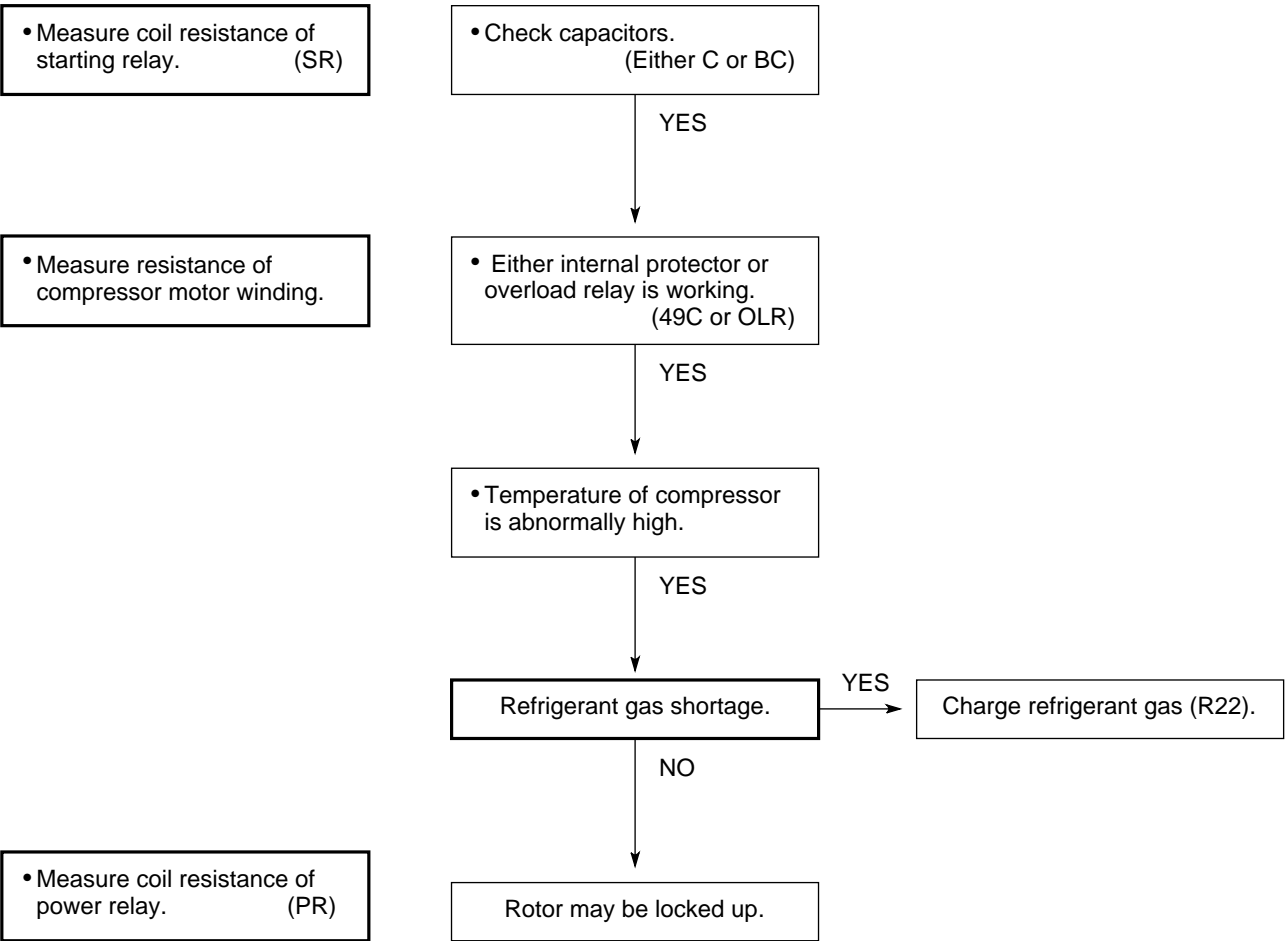 • Measure coil resistance of
starting relay. (SR)
• Check capacitors.
(Either C or BC)
YES
• Measure resistance of
compressor motor winding.
• Either internal protector or
overload relay is working.
(49C or OLR)
YES
• Temperature of compressor
is abnormally high.
YES
Refrigerant gas shortage.
YES
Charge refrigerant gas (R22).
NO
• Measure coil resistance of
power relay. (PR)
Rotor may be locked up.